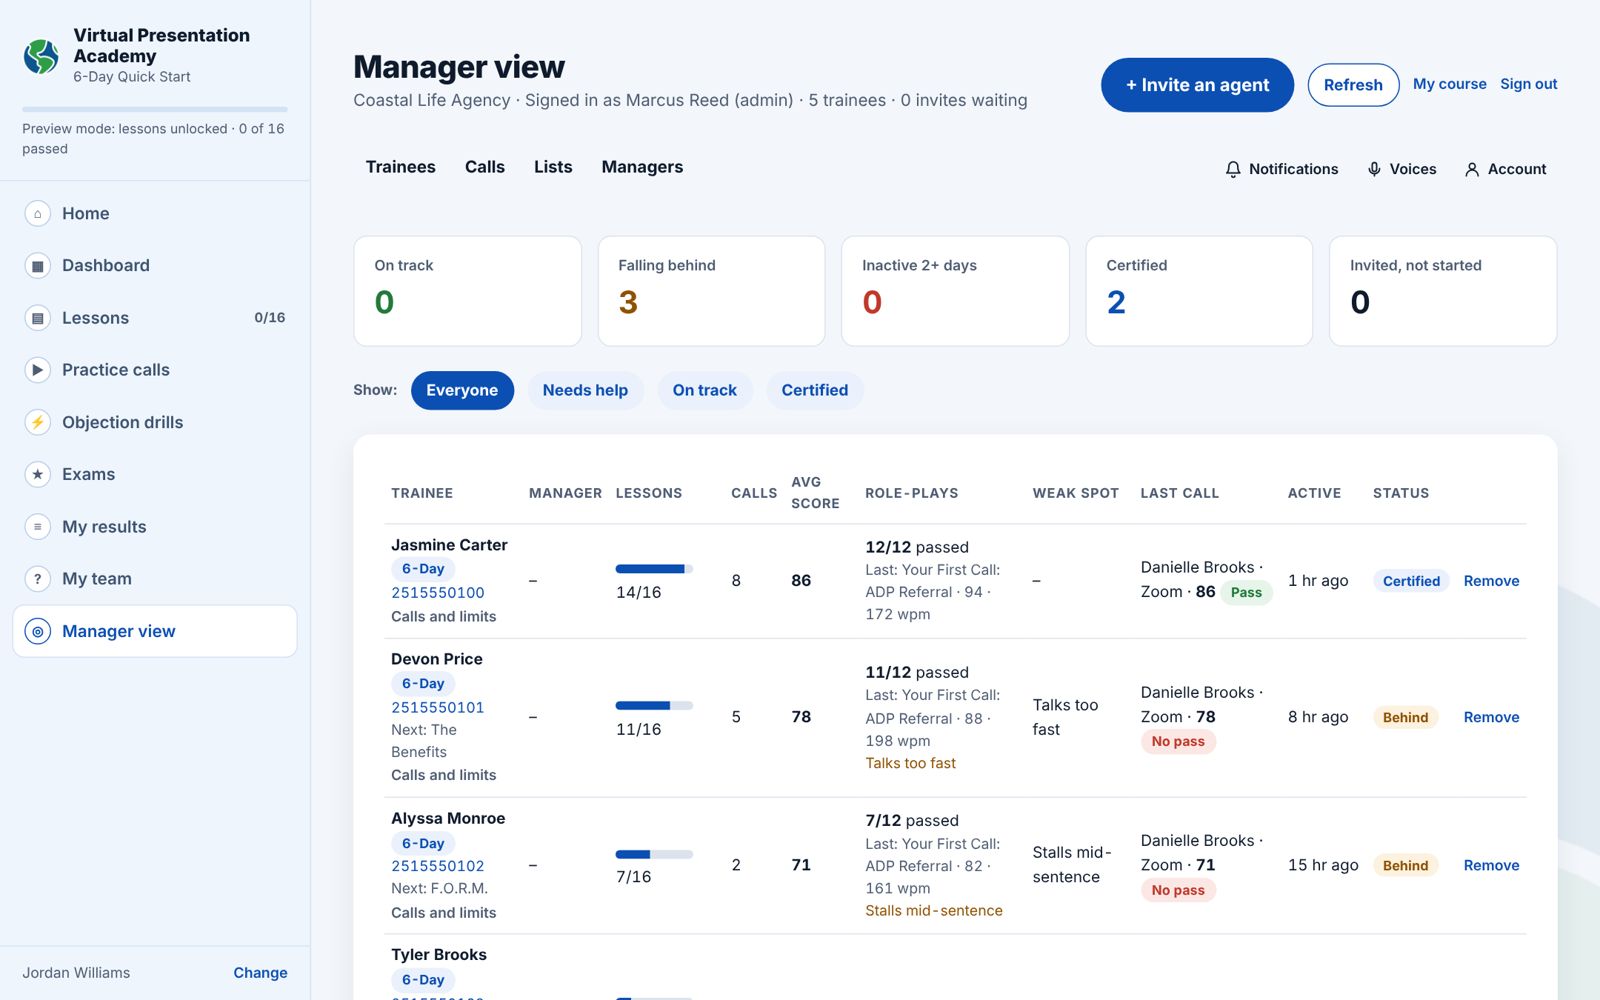 Virtual Presentation
Academy
6-Day Quick Start
Preview mode: lessons unlocked · 0 of 16
passed
Home
Dashboard
Lessons 0/16
Practice calls
Objection drills
Exams
My results
? My team
Manager view
Jordan Williams Change
Manager view
Coastal Life Agency · Signed in as Marcus Reed (admin) · 5 trainees · 0 invites waiting
+ Invite an agent Refresh My course Sign out
Trainees Calls Lists Managers
Notifications Voices Account
On track
0
Falling behind
3
Inactive 2+ days
0
Certified
2
Invited, not started
0
Show: Everyone Needs help On track Certified
TRAINEE MANAGER LESSONS CALLS AVG SCORE ROLE-PLAYS WEAK SPOT LAST CALL ACTIVE STATUS
Jasmine Carter
6-Day
2515550100
Calls and limits
–
14/16
8
86
12/12 passed
Last: Your First Call:
ADP Referral · 94 ·
172 wpm
–
Danielle Brooks ·
Zoom · 86 Pass
1 hr ago
Certified
Remove
Devon Price
6-Day
2515550101
Next: The
Benefits
Calls and limits
–
11/16
5
78
11/12 passed
Last: Your First Call:
ADP Referral · 88 ·
198 wpm
Talks too fast
Talks too
fast
Danielle Brooks ·
Zoom · 78
No pass
8 hr ago
Behind
Remove
Alyssa Monroe
6-Day
2515550102
Next: F.O.R.M.
Calls and limits
–
7/16
2
71
7/12 passed
Last: Your First Call:
ADP Referral · 82 ·
161 wpm
Stalls mid-sentence
Stalls mid-
sentence
Danielle Brooks ·
Zoom · 71
No pass
15 hr ago
Behind
Remove
Tyler Brooks
6-Day